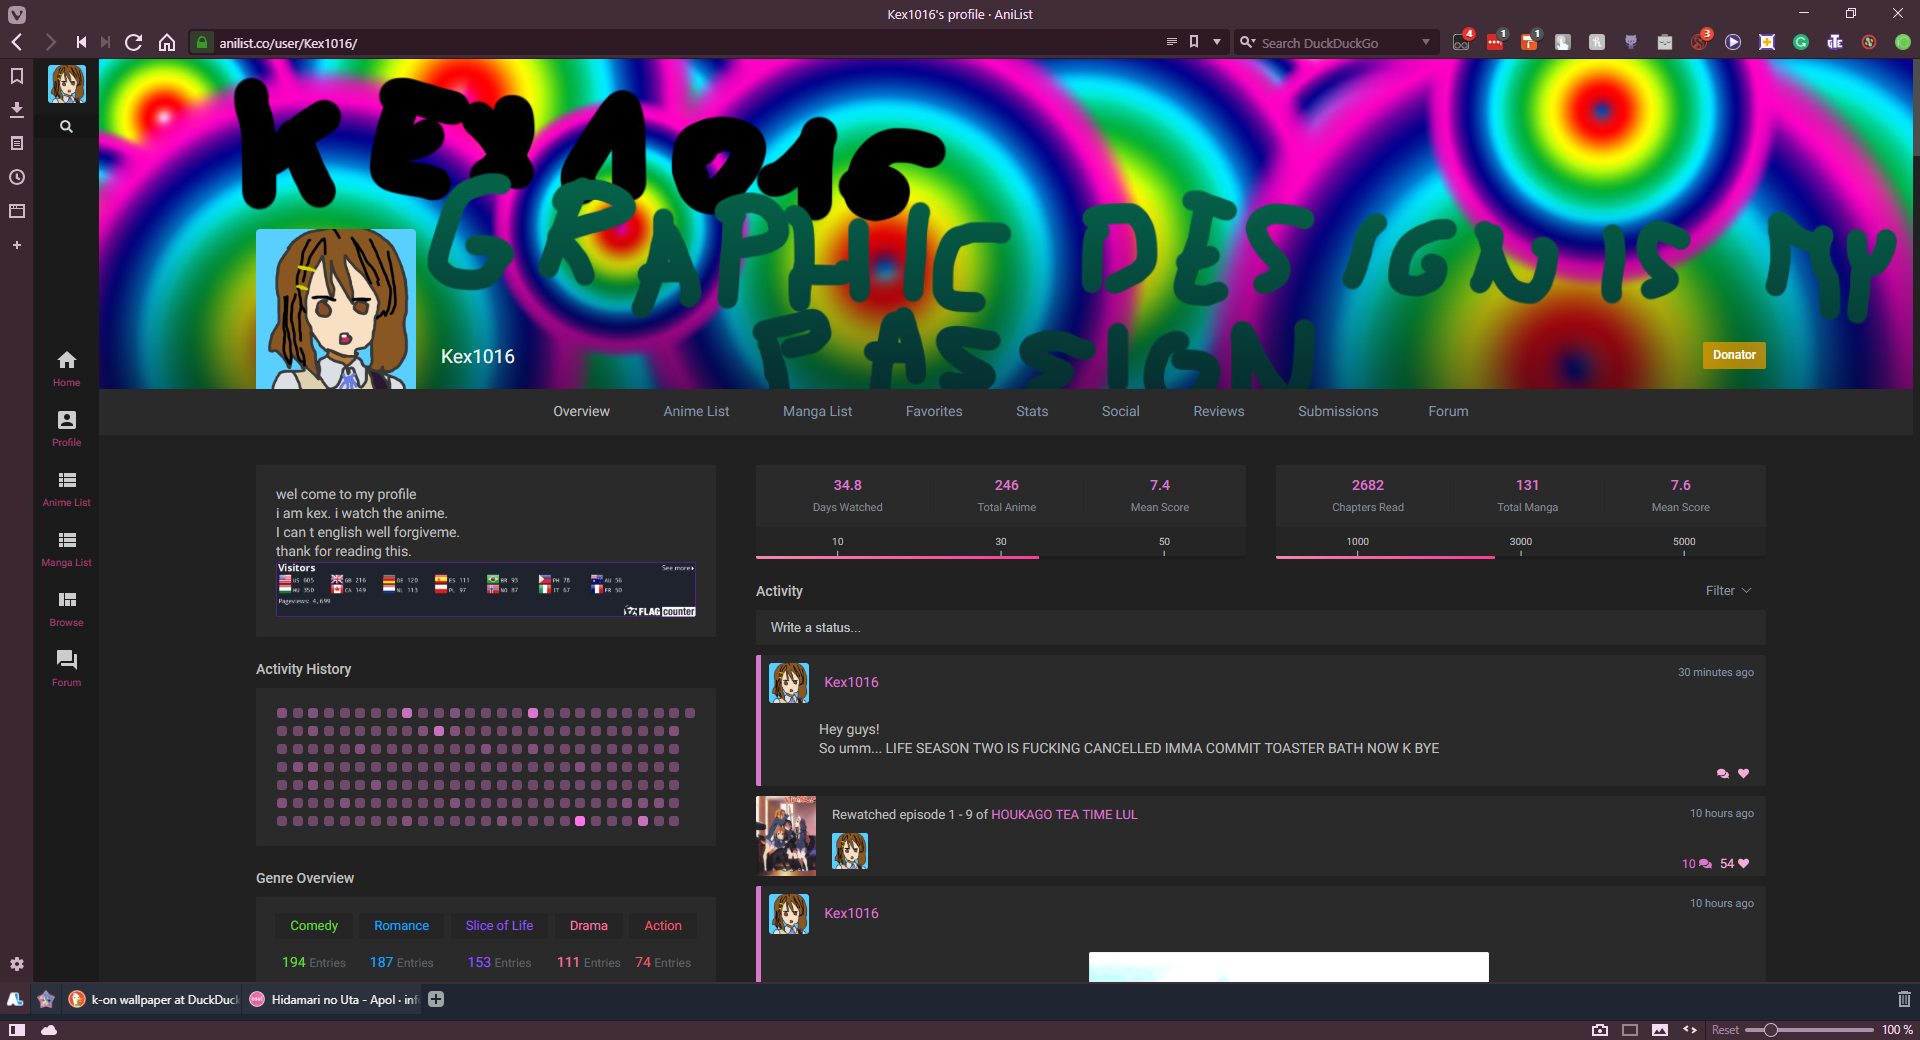 Kex1016's profile · AniList
anilist.co/user/Kex1016/
Search DuckDuckGo
4
1
1
3
KEX1016
GRAPHIC DESIGN IS MY
PASSION
Kex1016
Donator
Home
Profile
Anime List
Manga List
Browse
Forum
Overview
Anime List
Manga List
Favorites
Stats
Social
Reviews
Submissions
Forum
wel come to my profile
i am kex. i watch the anime.
I can t english well forgiveme.
thank for reading this.
Visitors
See more
US 605
GB 216
DE 120
ES 111
BR 93
PH 78
AU 56
HU 350
CA 149
NL 113
PL 97
NO 87
IT 67
FR 50
Pageviews: 4,699
FLAG counter
34.8
Days Watched
246
Total Anime
7.4
Mean Score
10
30
50
2682
Chapters Read
131
Total Manga
7.6
Mean Score
1000
3000
5000
Activity
Filter
Write a status...
Kex1016
30 minutes ago
Hey guys!
So umm... LIFE SEASON TWO IS FUCKING CANCELLED IMMA COMMIT TOASTER BATH NOW K BYE
Rewatched episode 1 - 9 of HOUKAGO TEA TIME LUL
10 hours ago
10
54
Kex1016
10 hours ago
Activity History
Genre Overview
Comedy
Romance
Slice of Life
Drama
Action
194 Entries
187 Entries
153 Entries
111 Entries
74 Entries
k-on wallpaper at DuckDuck
Hidamari no Uta - Apol · inf
Reset
100 %